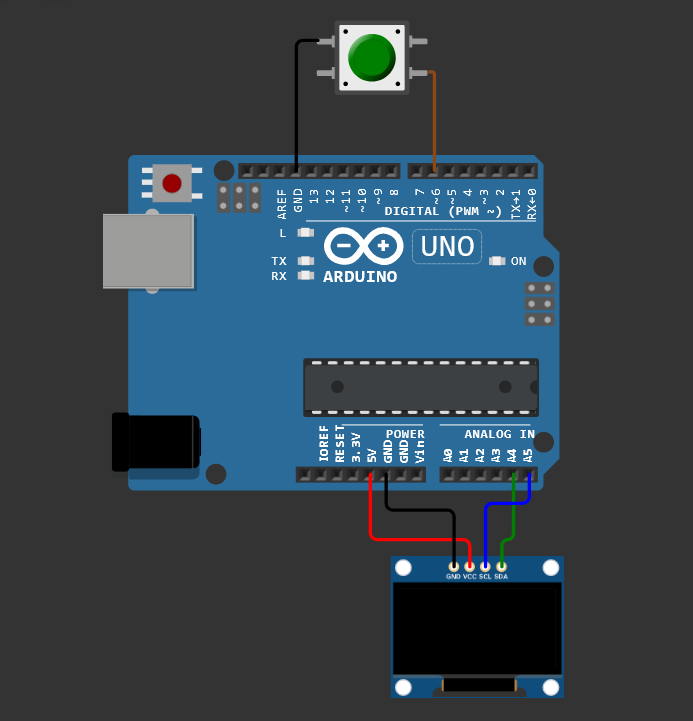 AREF
GND
13
12
~11
~10
~9
8
7
~6
~5
4
~3
2
TX→1
RX←0
DIGITAL (PWM ~)
L
TX
RX
UNO
ON
ARDUINO
POWER
ANALOG IN
IOREF
RESET
3.3V
5V
GND
GND
Vin
A0
A1
A2
A3
A4
A5
GND VCC SCL SDA